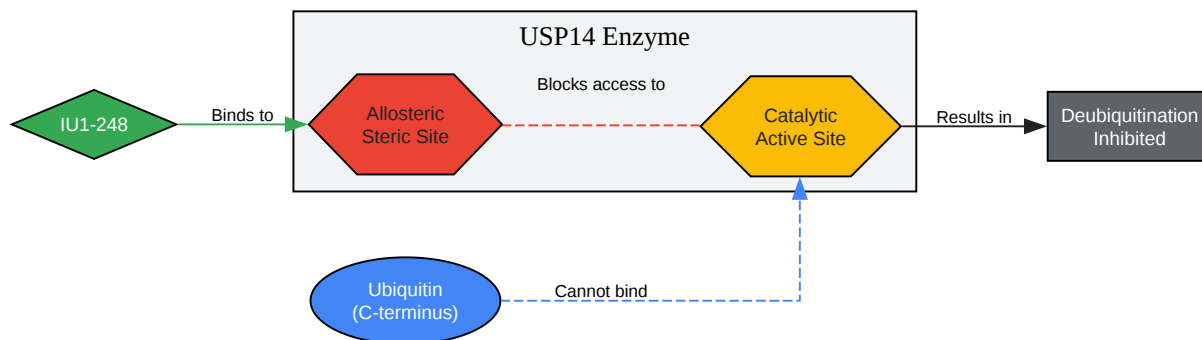 USP14 Enzyme
IU1-248
Binds to
Allosteric
Steric Site
Blocks access to
Catalytic
Active Site
Results in
Deubiquitination
Inhibited
Ubiquitin
(C-terminus)
Cannot bind